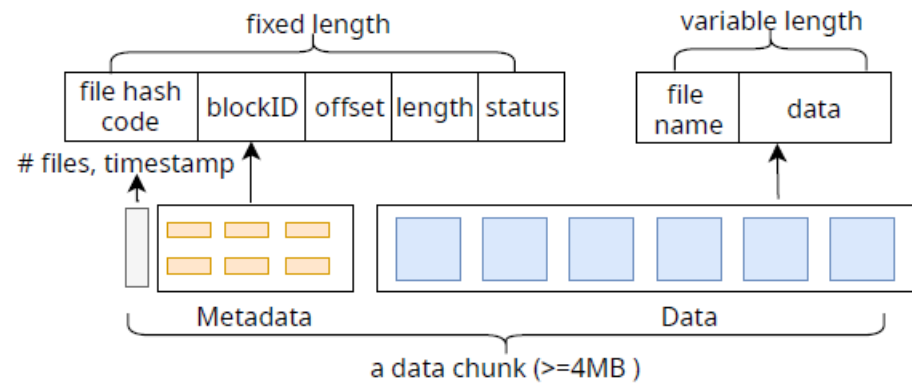 fixed length
variable length
file hash
code
blockID
offset
length
status
file
name
data
# files, timestamp
Metadata
Data
a data chunk (>=4MB )